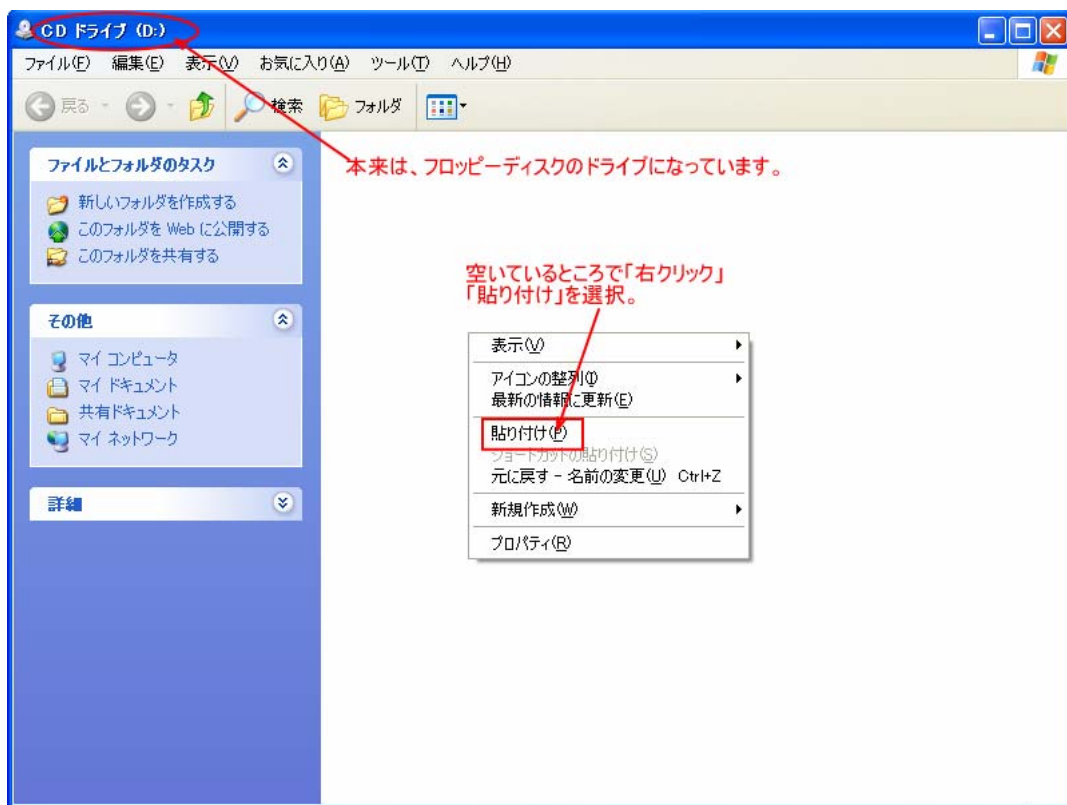 CD ドライブ (D:)
ファイル(F) 編集(E) 表示(V) お気に入り(A) ツール(T) ヘルプ(H)
戻る 検索 フォルダ
本来は、フロッピーディスクのドライブになっています。
ファイルとフォルダのタスク
新しいフォルダを作成する
このフォルダを Web に公開する
このフォルダを共有する
その他
マイ コンピュータ
マイ ドキュメント
共有ドキュメント
マイ ネットワーク
詳細
空いているところで「右クリック」
「貼り付け」を選択。
表示(V)
アイコンの整列(I)
最新の情報に更新(E)
貼り付け(P)
ショートカットの貼り付け(S)
元に戻す - 名前の変更(U) Ctrl+Z
新規作成(W)
プロパティ(R)